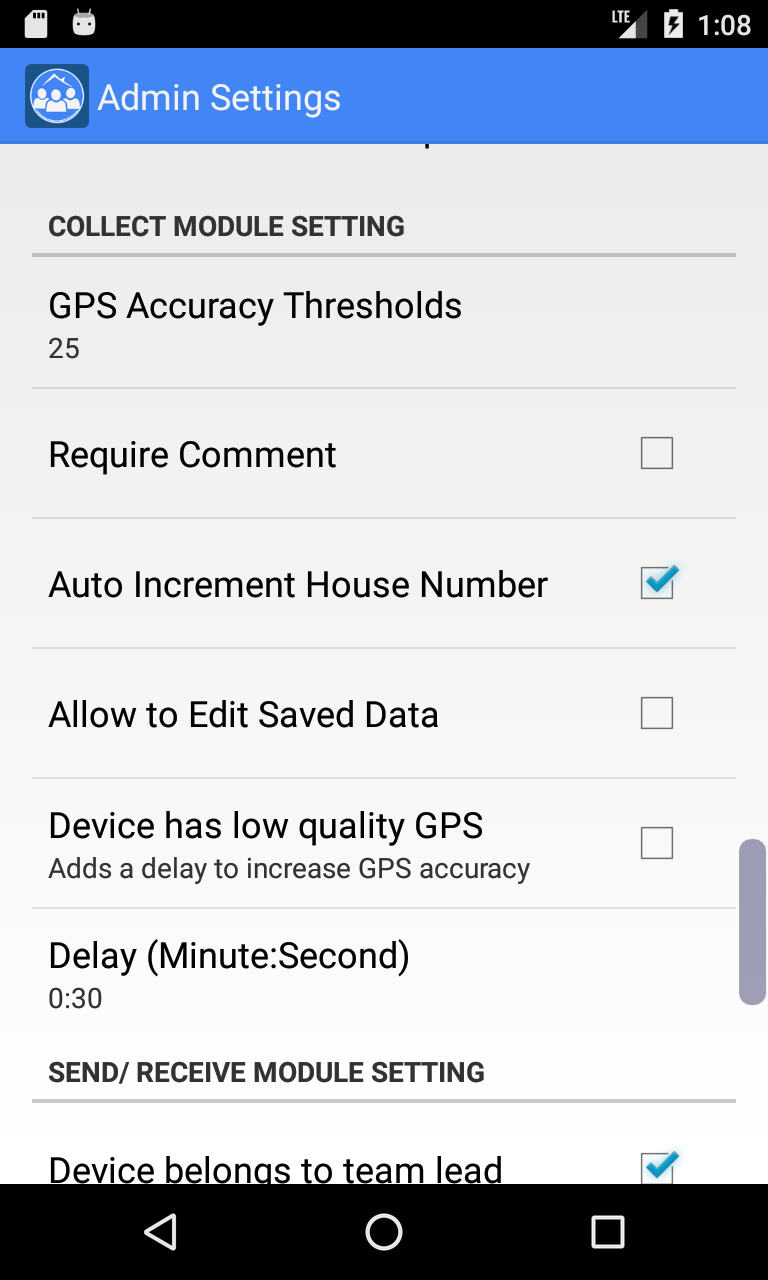 LTE 1:08
Admin Settings
COLLECT MODULE SETTING
GPS Accuracy Thresholds
25
Require Comment
Auto Increment House Number
Allow to Edit Saved Data
Device has low quality GPS
Adds a delay to increase GPS accuracy
Delay (Minute:Second)
0:30
SEND/ RECEIVE MODULE SETTING
Device belongs to team lead